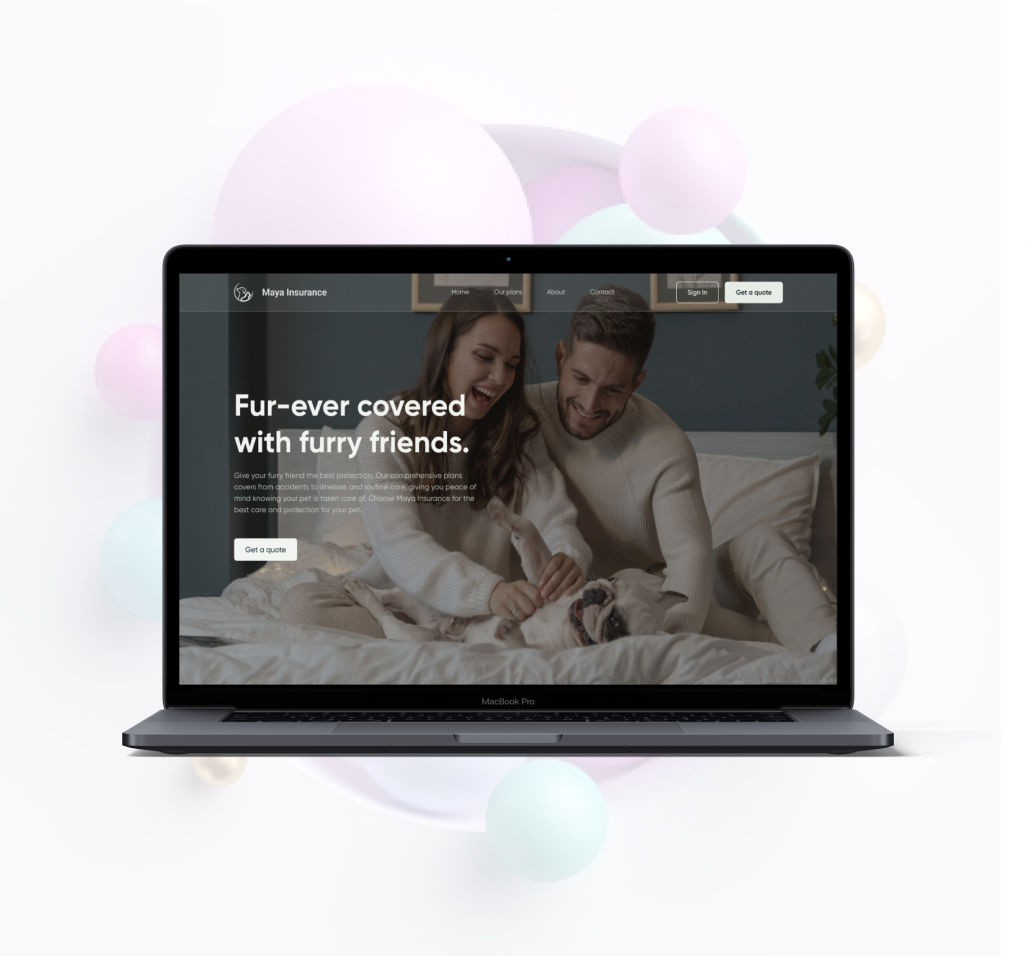 Maya Insurance
Home Our plans About Contact
Sign In Get a quote
Fur-ever covered
with furry friends.
Give your furry friend the best protection. Our comprehensive plans
covers from accidents to illnesses and routine care, giving you peace of
mind knowing your pet is taken care of. Choose Maya Insurance for the
best care and protection for your pet.
Get a quote
MacBook Pro